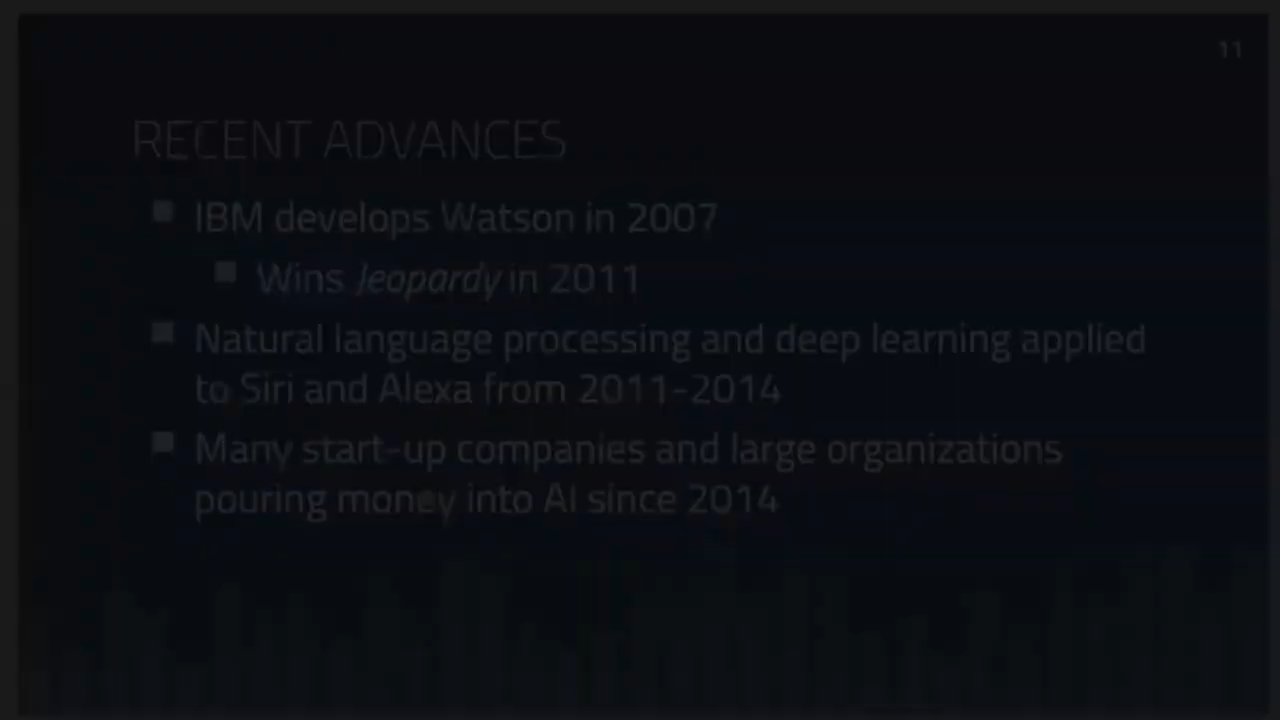 11
RECENT ADVANCES
IBM develops Watson in 2007
Wins Jeopardy in 2011
Natural language processing and deep learning applied
to Siri and Alexa from 2011-2014
Many start-up companies and large organizations
pouring money into AI since 2014